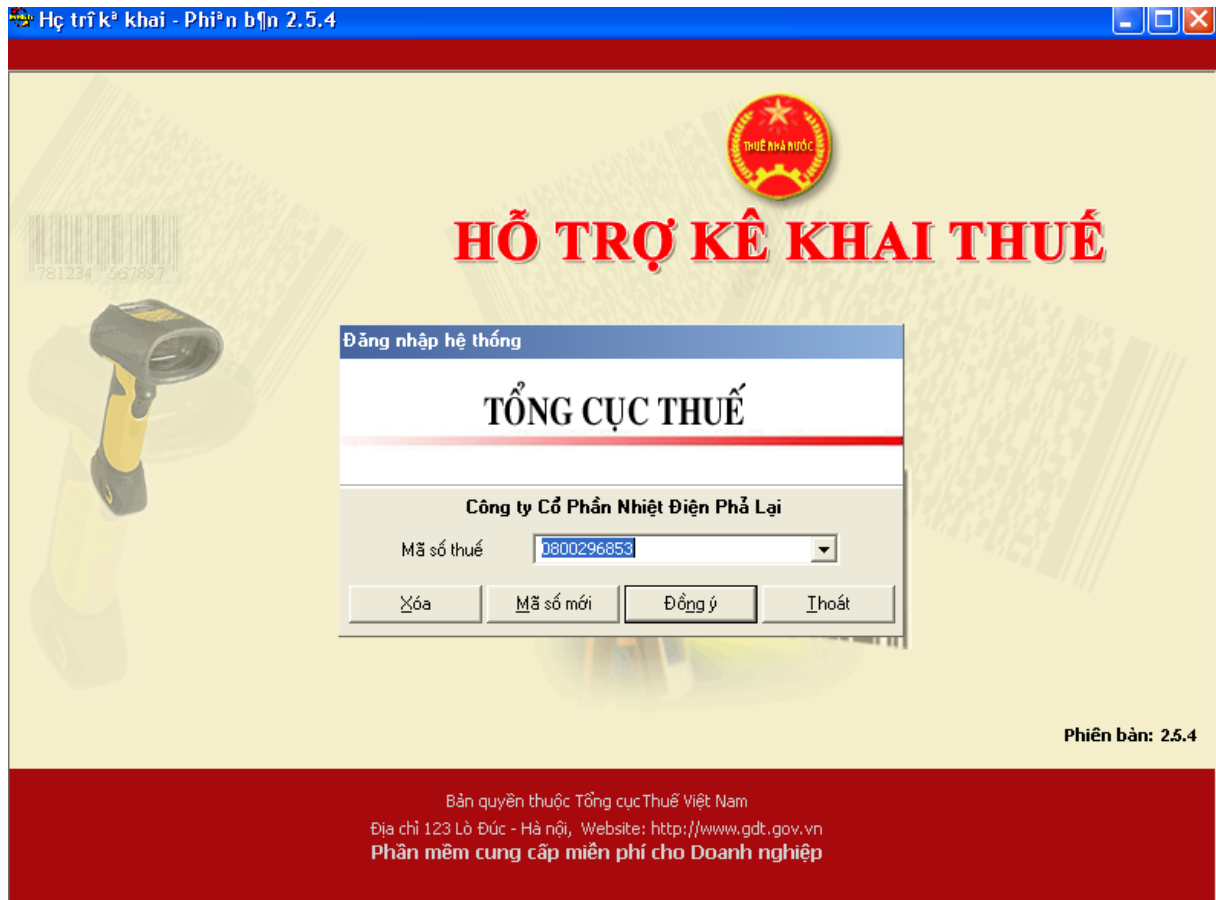 Hç trî kª khai - Phiªn b¶n 2.5.4
THUẾ NHÀ NƯỚC
HỖ TRỢ KÊ KHAI THUẾ
781234 567897
Đăng nhập hệ thống
TỔNG CỤC THUẾ
Công ty Cổ Phần Nhiệt Điện Phả Lại
Mã số thuế 0800296853
Xóa Mã số mới Đồng ý Thoát
Phiên bản: 2.5.4
Bản quyền thuộc Tổng cục Thuế Việt Nam
Địa chỉ 123 Lò Đúc - Hà nội, Website: http://www.gdt.gov.vn
Phần mềm cung cấp miễn phí cho Doanh nghiệp